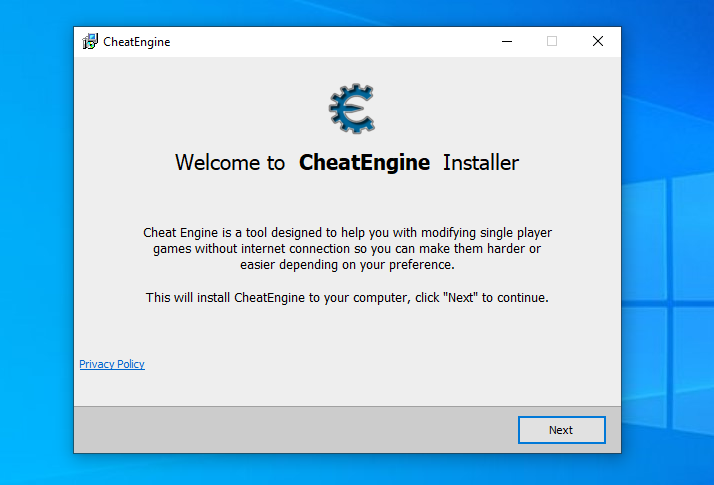 CheatEngine
Welcome to CheatEngine Installer
Cheat Engine is a tool designed to help you with modifying single player
games without internet connection so you can make them harder or
easier depending on your preference.
This will install CheatEngine to your computer, click "Next" to continue.
Privacy Policy
Next